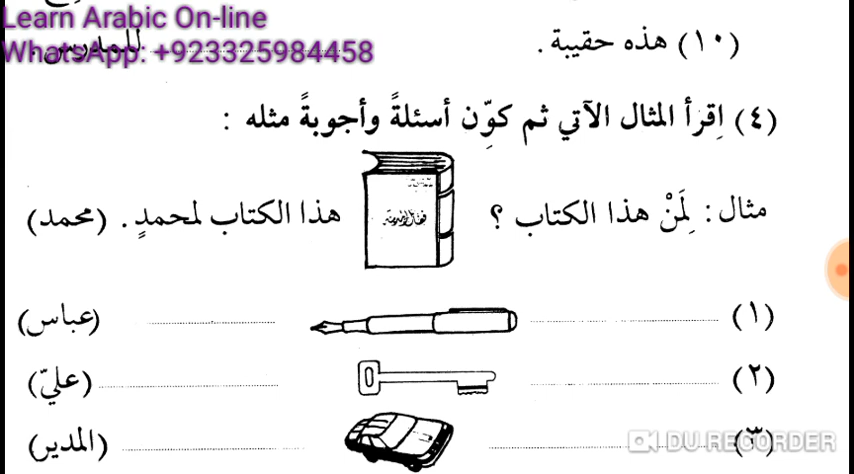 Learn Arabic On-line
WhatsApp: +923325984458
(١٠) هذه حقيبة . للمدرس .
(٤) اِقرأ المثال الآتي ثم كوِّن أسئلةً وأجوبةً مثله :
مثال : لِمَنْ هذا الكتاب ؟ هذا الكتاب لمحمدٍ . (محمد)
(١) (عباس)
(٢) (عليّ)
(٣) (المدير)
DU RECORDER